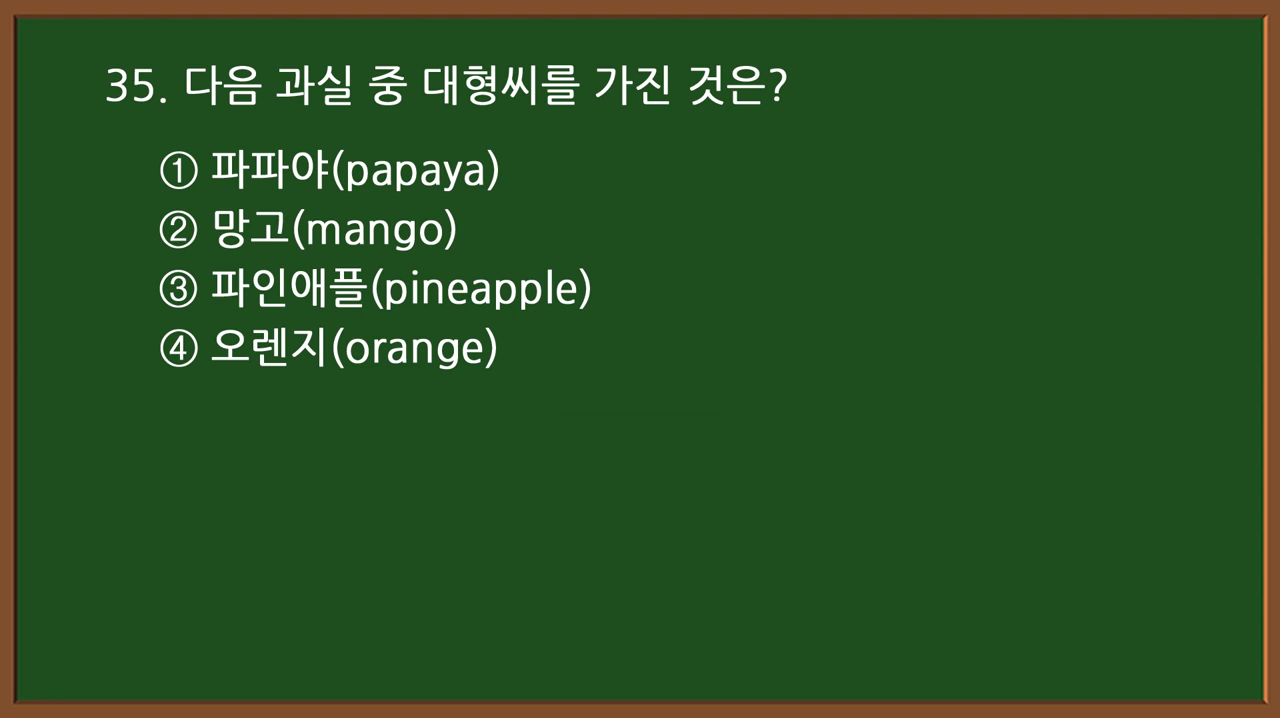 35. 다음 과실 중 대형씨를 가진 것은?
① 파파야(papaya)
② 망고(mango)
③ 파인애플(pineapple)
④ 오렌지(orange)